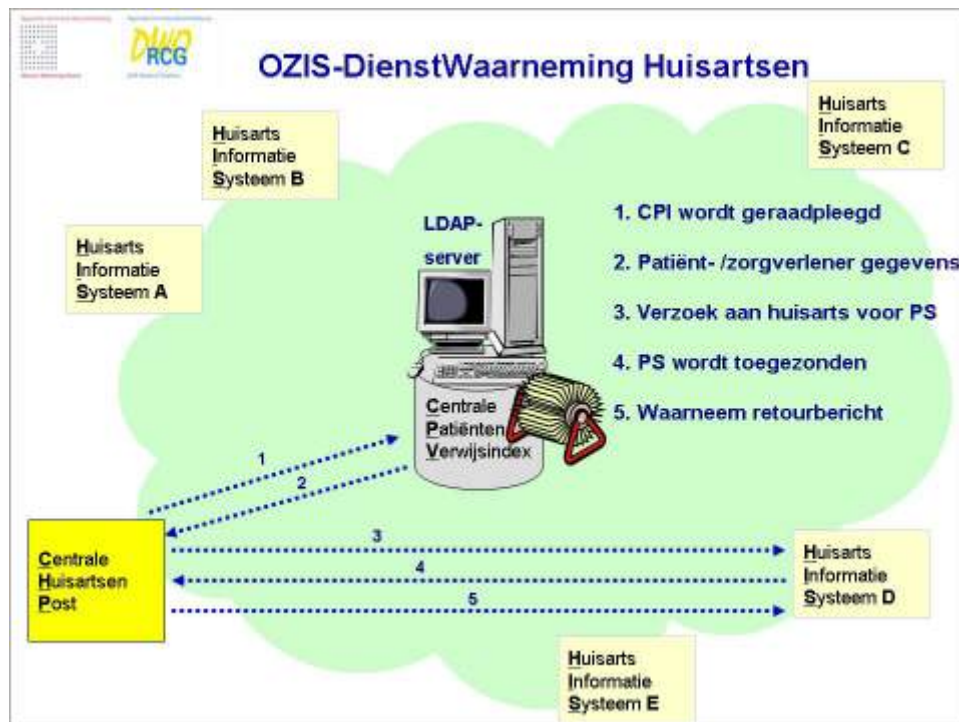 DWO
RCG
OZIS-DienstWaarneming Huisartsen
Huisarts
Informatie
Systeem B
Huisarts
Informatie
Systeem C
Huisarts
Informatie
Systeem A
LDAP-
server
1. CPI wordt geraadpleegd
2. Patiënt- /zorgverlener gegevens
3. Verzoek aan huisarts voor PS
4. PS wordt toegezonden
5. Waarneem retourbericht
Centrale
Patiënten
Verwijsindex
1
2
3
4
5
Centrale
Huisartsen
Post
Huisarts
Informatie
Systeem D
Huisarts
Informatie
Systeem E